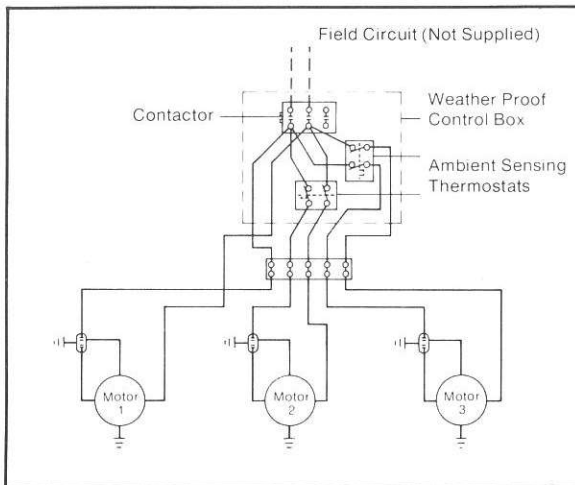 Field Circuit (Not Supplied)
Contactor
Weather Proof
Control Box
Ambient Sensing
Thermostats
Motor
1
Motor
2
Motor
3